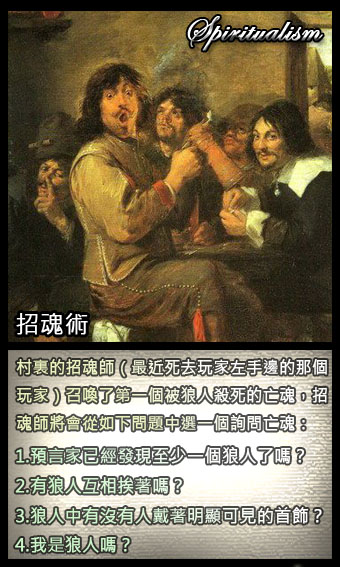 Spiritualism
招魂術
村裏的招魂師（最近死去玩家左手邊的那個
玩家）召喚了第一個被狼人殺死的亡魂，招
魂師將會從如下問題中選一個詢問亡魂：
1.預言家已經發現至少一個狼人了嗎？
2.有狼人互相挨著嗎？
3.狼人中有沒有人戴著明顯可見的首飾？
4.我是狼人嗎？